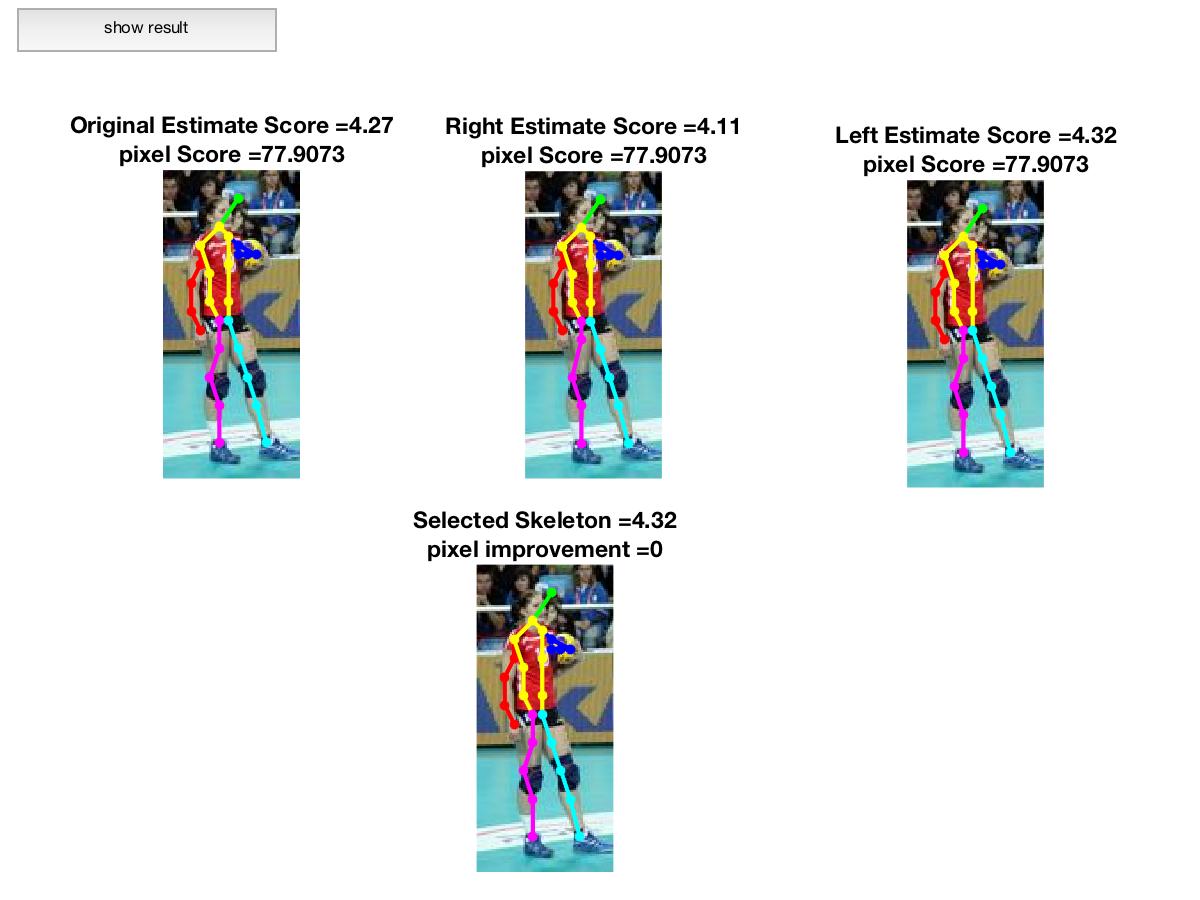 show result
Original Estimate Score =4.27
pixel Score =77.9073
Right Estimate Score =4.11
pixel Score =77.9073
Left Estimate Score =4.32
pixel Score =77.9073
Selected Skeleton =4.32
pixel improvement =0